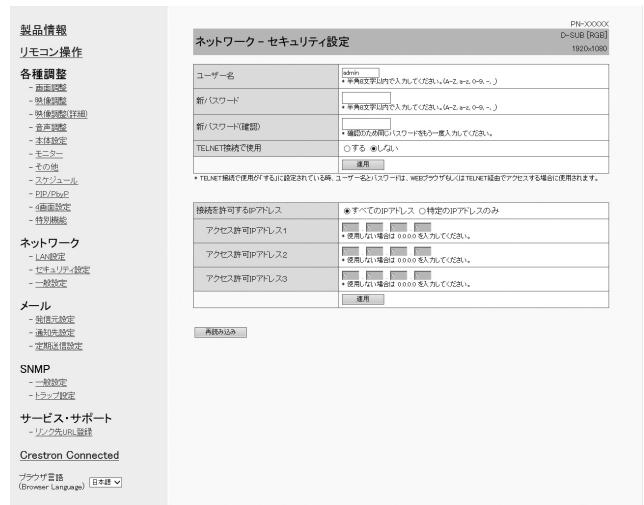 製品情報
リモコン操作
各種調整
- 画面調整
- 映像調整
- 映像調整(詳細)
- 音声調整
- 本体設定
- モニター
- その他
- スケジュール
- PIP/PbyP
- 4画面設定
- 特別機能
ネットワーク
- LAN設定
- セキュリティ設定
- 一般設定
メール
- 発信元設定
- 通知先設定
- 定期送信設定
SNMP
- 一般設定
- トラップ設定
サービス・サポート
- リンク先URL登録
Crestron Connected
ブラウザ言語
(Browser Language) 日本語
PN-XXXXX
ネットワーク - セキュリティ設定
D-SUB [RGB]
1920x1080
ユーザー名
admin
* 半角8文字以内で入力してください。(A-Z, a-z, 0-9, -, _)
新パスワード
* 半角8文字以内で入力してください。(A-Z, a-z, 0-9, -, _)
新パスワード(確認)
* 確認のため同じパスワードをもう一度入力してください。
TELNET接続で使用
する しない
適用
* TELNET接続で使用が「する」に設定されている時、ユーザー名とパスワードは、WEBブラウザもしくはTELNET経由でアクセスする場合に使用されます。
接続を許可するIPアドレス
すべてのIPアドレス 特定のIPアドレスのみ
アクセス許可IPアドレス1
* 使用しない場合は 0.0.0.0 を入力してください。
アクセス許可IPアドレス2
* 使用しない場合は 0.0.0.0 を入力してください。
アクセス許可IPアドレス3
* 使用しない場合は 0.0.0.0 を入力してください。
適用
再読み込み